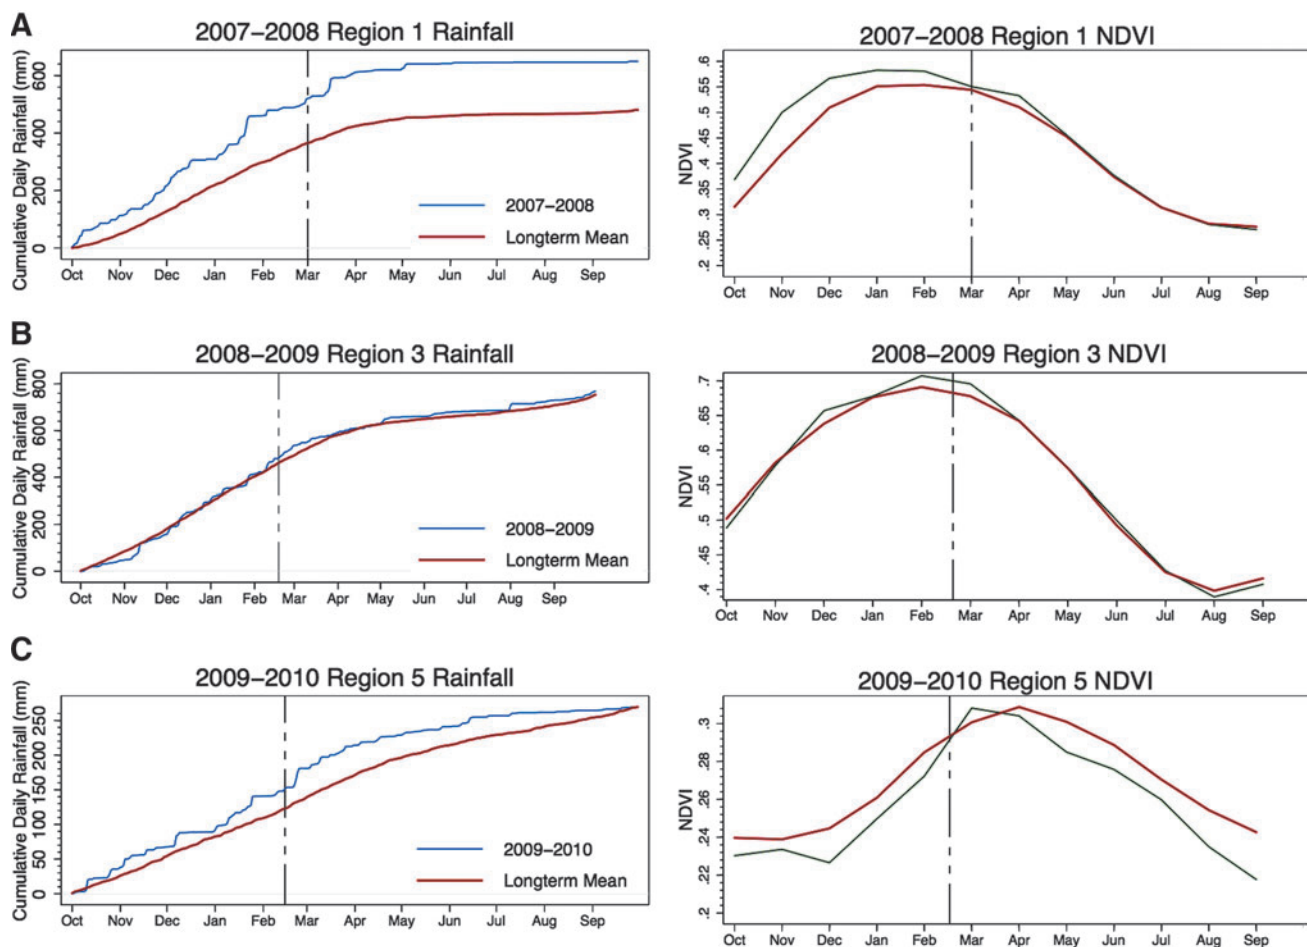 A
2007–2008 Region 1 Rainfall
Cumulative Daily Rainfall (mm)
600
400
200
0
2007–2008
Longterm Mean
Oct Nov Dec Jan Feb Mar Apr May Jun Jul Aug Sep
2007–2008 Region 1 NDVI
NDVI
.6
.55
.5
.45
.4
.35
.3
.25
.2
Oct Nov Dec Jan Feb Mar Apr May Jun Jul Aug Sep
B
2008–2009 Region 3 Rainfall
Cumulative Daily Rainfall (mm)
800
600
400
200
0
2008–2009
Longterm Mean
Oct Nov Dec Jan Feb Mar Apr May Jun Jul Aug Sep
2008–2009 Region 3 NDVI
NDVI
.7
.65
.6
.55
.5
.45
.4
Oct Nov Dec Jan Feb Mar Apr May Jun Jul Aug Sep
C
2009–2010 Region 5 Rainfall
Cumulative Daily Rainfall (mm)
250
200
150
100
50
0
2009–2010
Longterm Mean
Oct Nov Dec Jan Feb Mar Apr May Jun Jul Aug Sep
2009–2010 Region 5 NDVI
NDVI
.3
.28
.26
.24
.22
.2
Oct Nov Dec Jan Feb Mar Apr May Jun Jul Aug Sep